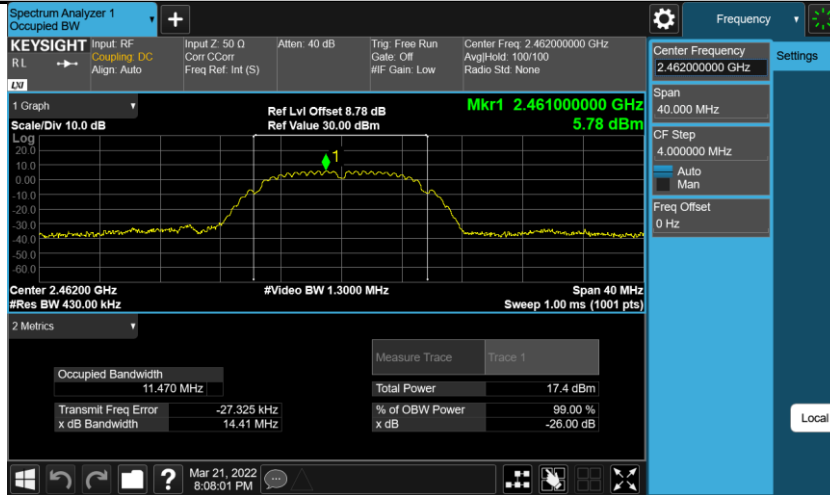 Spectrum Analyzer 1
Occupied BW
+
Frequency
KEYSIGHT
R L
LXI
Input: RF
Coupling: DC
Align: Auto
Input Z: 50 Ω
Corr CCorr
Freq Ref: Int (S)
Atten: 40 dB
Trig: Free Run
Gate: Off
#IF Gain: Low
Center Freq: 2.462000000 GHz
Avg|Hold: 100/100
Radio Std: None
Center Frequency
2.462000000 GHz
Settings
Span
40.000 MHz
CF Step
4.000000 MHz
Auto
Man
Freq Offset
0 Hz
Local
1 Graph
Scale/Div 10.0 dB
Ref Lvl Offset 8.78 dB
Ref Value 30.00 dBm
Mkr1 2.461000000 GHz
5.78 dBm
Log
20.0
10.0
0.00
-10.0
-20.0
-30.0
-40.0
-50.0
-60.0
1
Center 2.46200 GHz
#Video BW 1.3000 MHz
Span 40 MHz
#Res BW 430.00 kHz
Sweep 1.00 ms (1001 pts)
2 Metrics
Measure Trace Trace 1
Occupied Bandwidth
11.470 MHz
Total Power 17.4 dBm
Transmit Freq Error -27.325 kHz
% of OBW Power 99.00 %
x dB Bandwidth 14.41 MHz
x dB -26.00 dB
?
Mar 21, 2022
8:08:01 PM